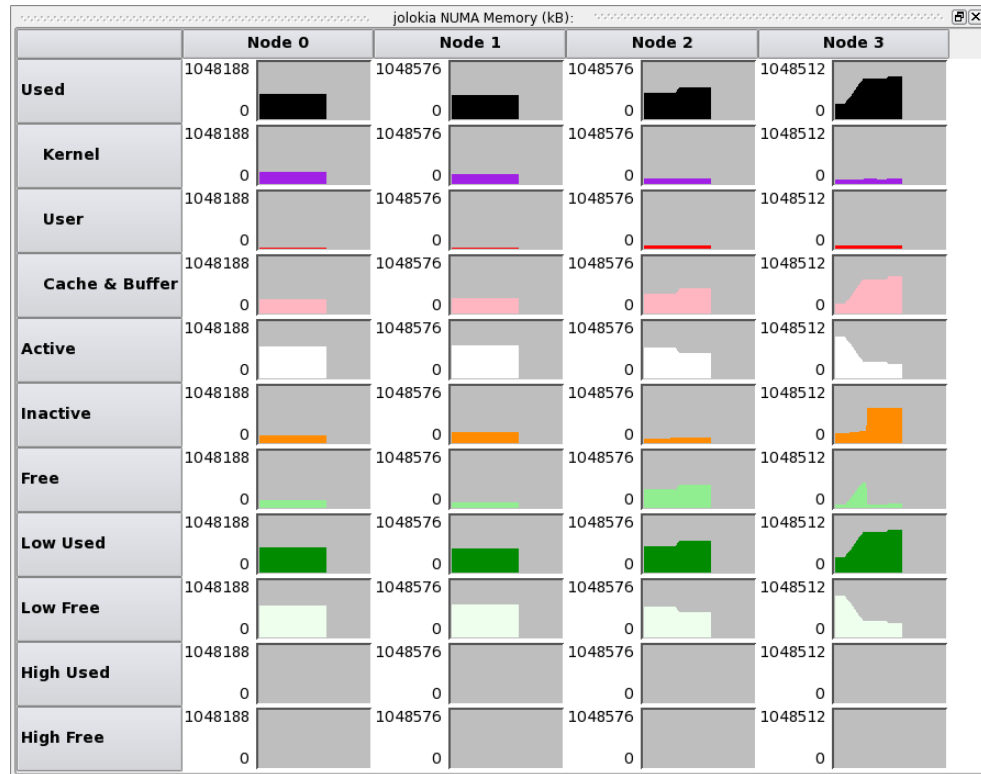 jolokia NUMA Memory (kB):
Node 0 Node 1 Node 2 Node 3
Used 1048188 0 1048576 0 1048576 0 1048512 0
Kernel 1048188 0 1048576 0 1048576 0 1048512 0
User 1048188 0 1048576 0 1048576 0 1048512 0
Cache & Buffer 1048188 0 1048576 0 1048576 0 1048512 0
Active 1048188 0 1048576 0 1048576 0 1048512 0
Inactive 1048188 0 1048576 0 1048576 0 1048512 0
Free 1048188 0 1048576 0 1048576 0 1048512 0
Low Used 1048188 0 1048576 0 1048576 0 1048512 0
Low Free 1048188 0 1048576 0 1048576 0 1048512 0
High Used 1048188 0 1048576 0 1048576 0 1048512 0
High Free 1048188 0 1048576 0 1048576 0 1048512 0